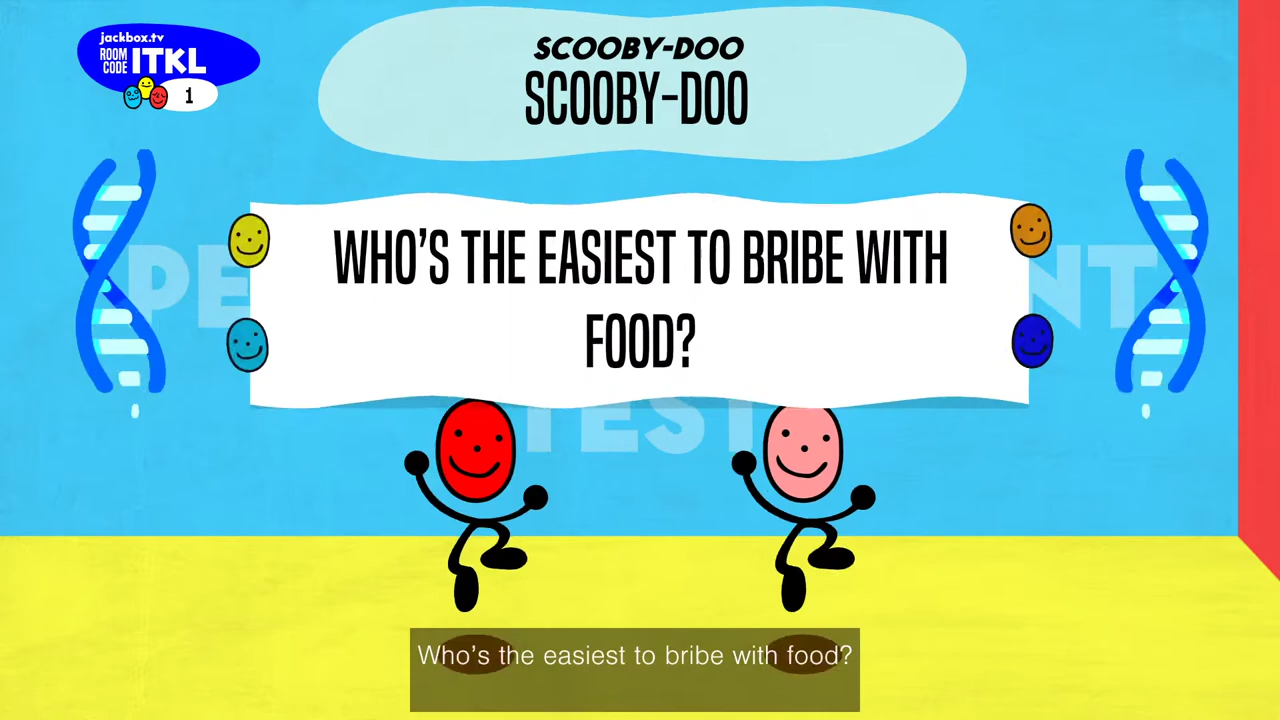 jackbox.tv
ROOM CODE ITKL
1
SCOOBY-DOO
SCOOBY-DOO
WHO'S THE EASIEST TO BRIBE WITH
FOOD?
TEST
Who's the easiest to bribe with food?